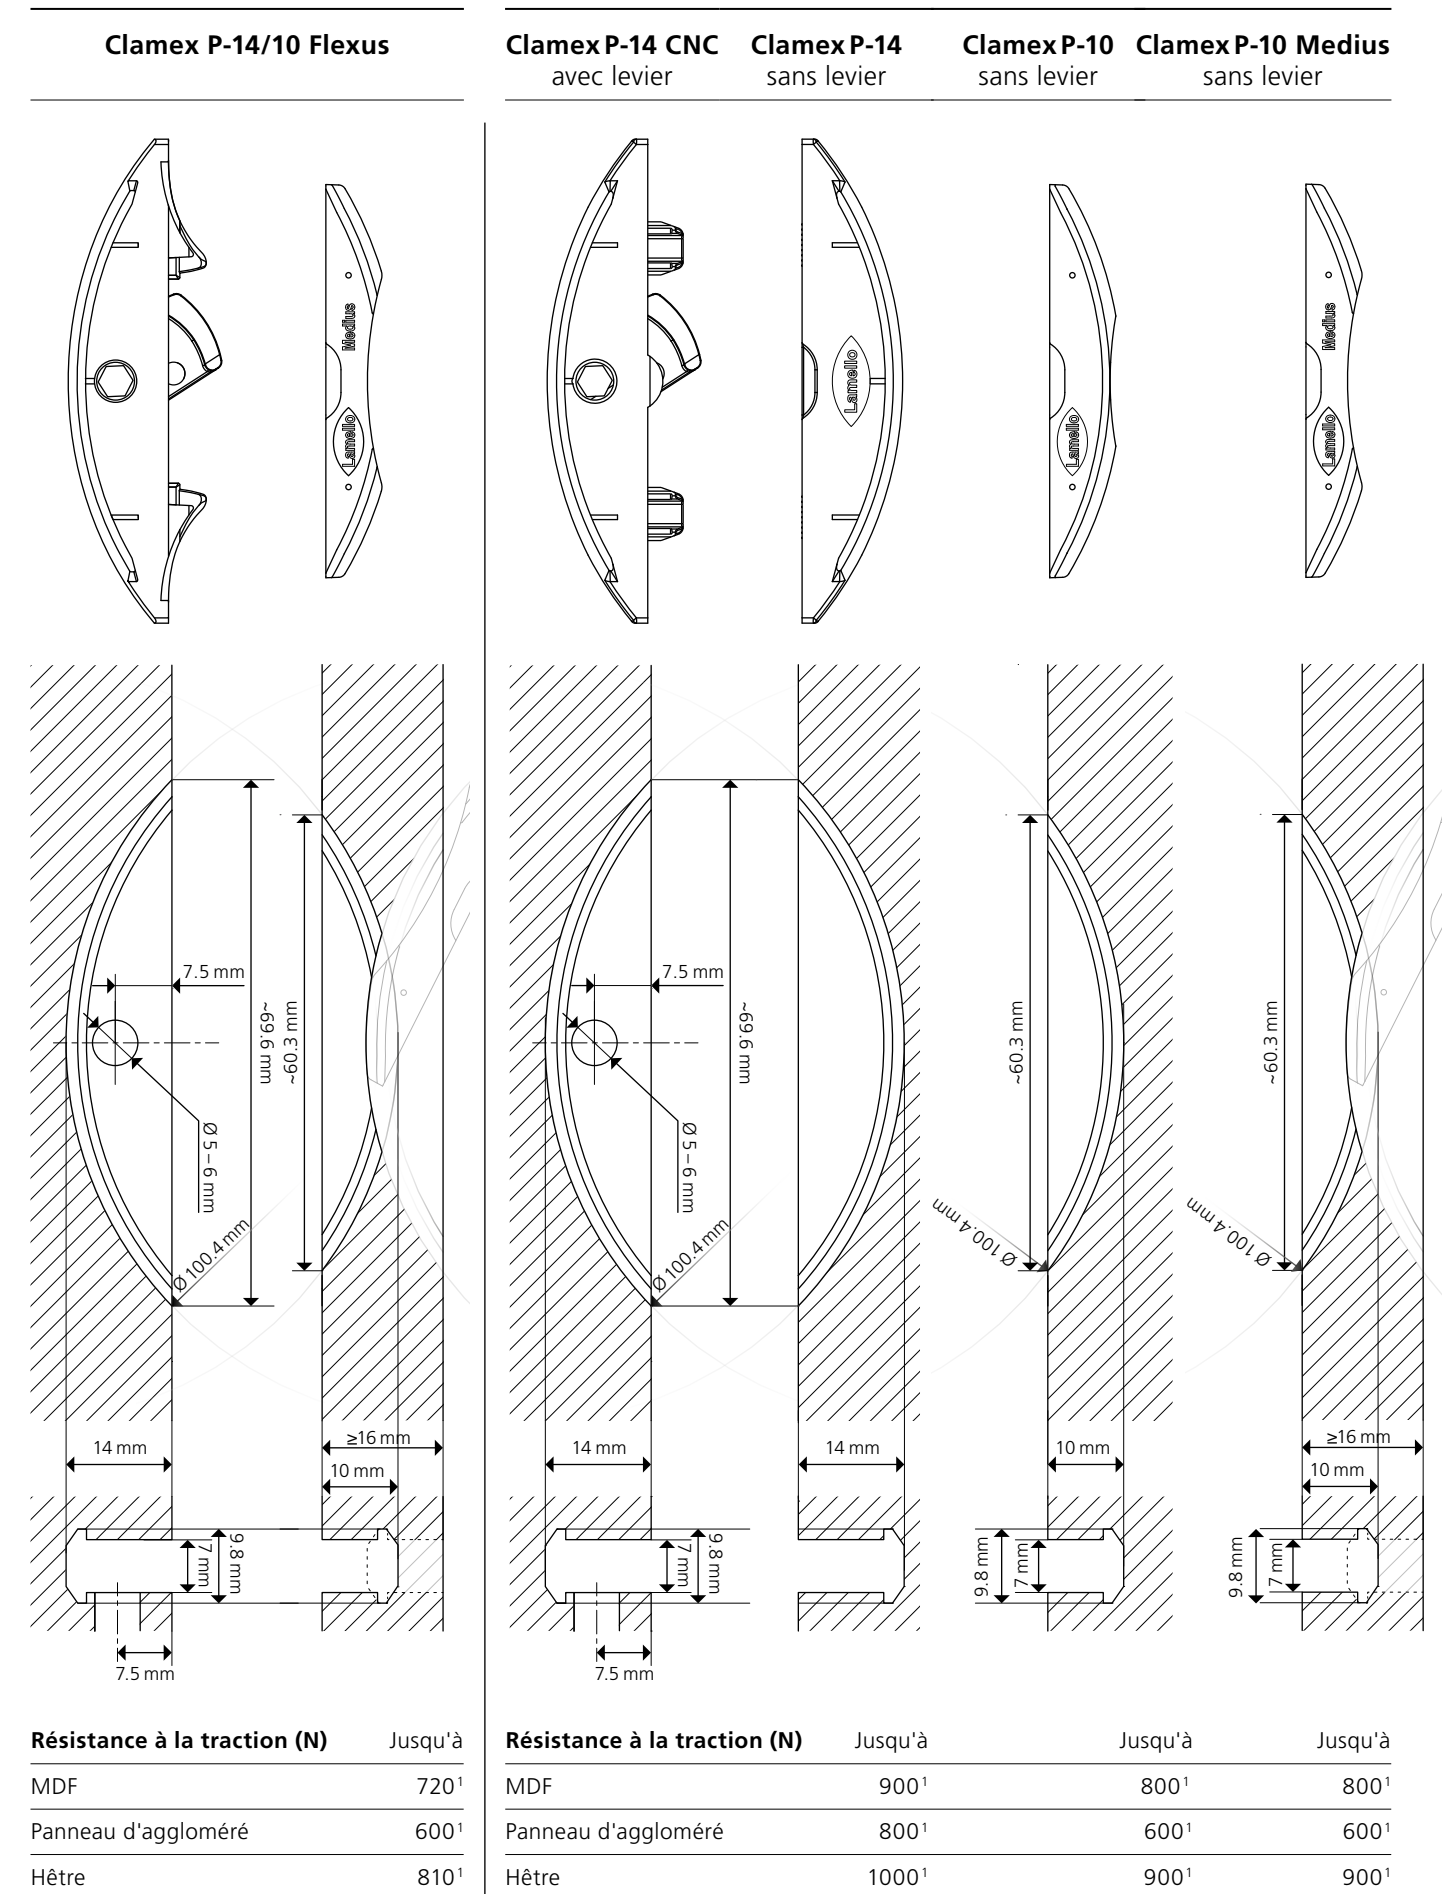 Clamex P-14/10 Flexus
Clamex P-14 CNC
avec levier
Clamex P-14
sans levier
Clamex P-10
sans levier
Clamex P-10 Medius
sans levier
Medius
Lamello
Lamello
Lamello
Medius
Lamello
7.5 mm
~69.6 mm
~60.3 mm
Ø 5 – 6 mm
Ø 100.4 mm
7.5 mm
~69.6 mm
Ø 5 – 6 mm
Ø 100.4 mm
~60.3 mm
Ø 100.4 mm
~60.3 mm
Ø 100.4 mm
14 mm
≥16 mm
10 mm
14 mm
14 mm
10 mm
≥16 mm
10 mm
7 mm
9.8 mm
7 mm
9.8 mm
9.8 mm
7 mm
9.8 mm
7 mm
7.5 mm
7.5 mm
Résistance à la traction (N) Jusqu'à
MDF 720¹
Panneau d'aggloméré 600¹
Hêtre 810¹
Résistance à la traction (N) Jusqu'à Jusqu'à Jusqu'à
MDF 900¹ 800¹ 800¹
Panneau d'aggloméré 800¹ 600¹ 600¹
Hêtre 1000¹ 900¹ 900¹